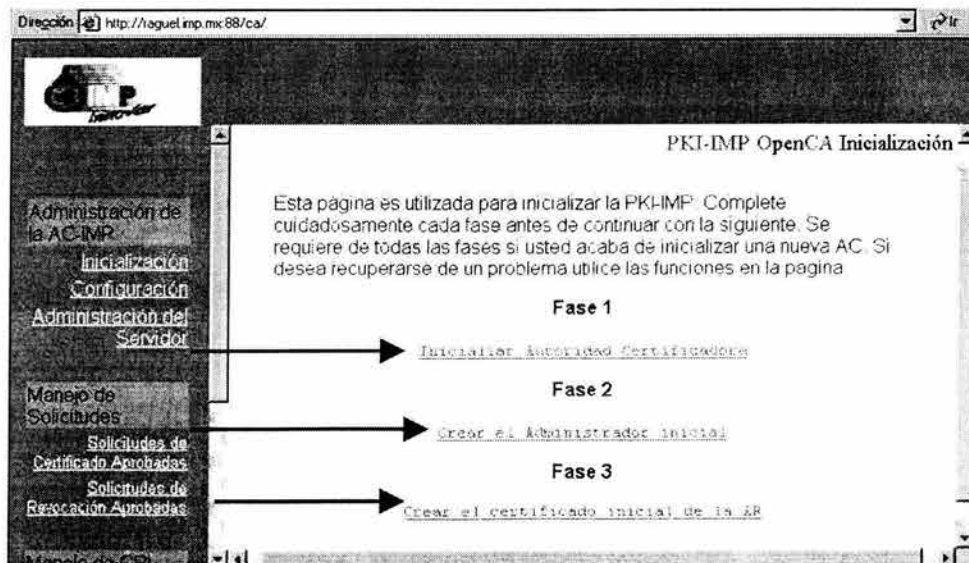 Dirección http://raguel.imp.mx:88/ca/ Ir
IMP
PKI-IMP OpenCA Inicialización
Administración de
la AC-IMP
Inicialización
Configuración
Administración del
Servidor
Manejo de
Solicitudes
Solicitudes de
Certificado Aprobadas
Solicitudes de
Revocación Aprobadas
Esta página es utilizada para inicializar la PKI-IMP. Complete
cuidadosamente cada fase antes de continuar con la siguiente. Se
requiere de todas las fases si usted acaba de inicializar una nueva AC. Si
desea recuperarse de un problema utilice las funciones en la pagina
Fase 1
Inicializar Autoridad Certificadora
Fase 2
Crear el Administrador inicial
Fase 3
Crear el certificado inicial de la AR